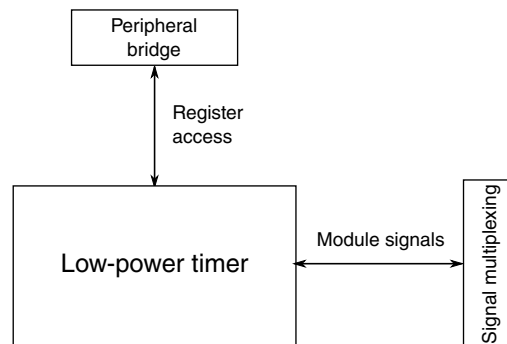 Peripheral
bridge
Register
access
Low-power timer
Module signals
Signal multiplexing